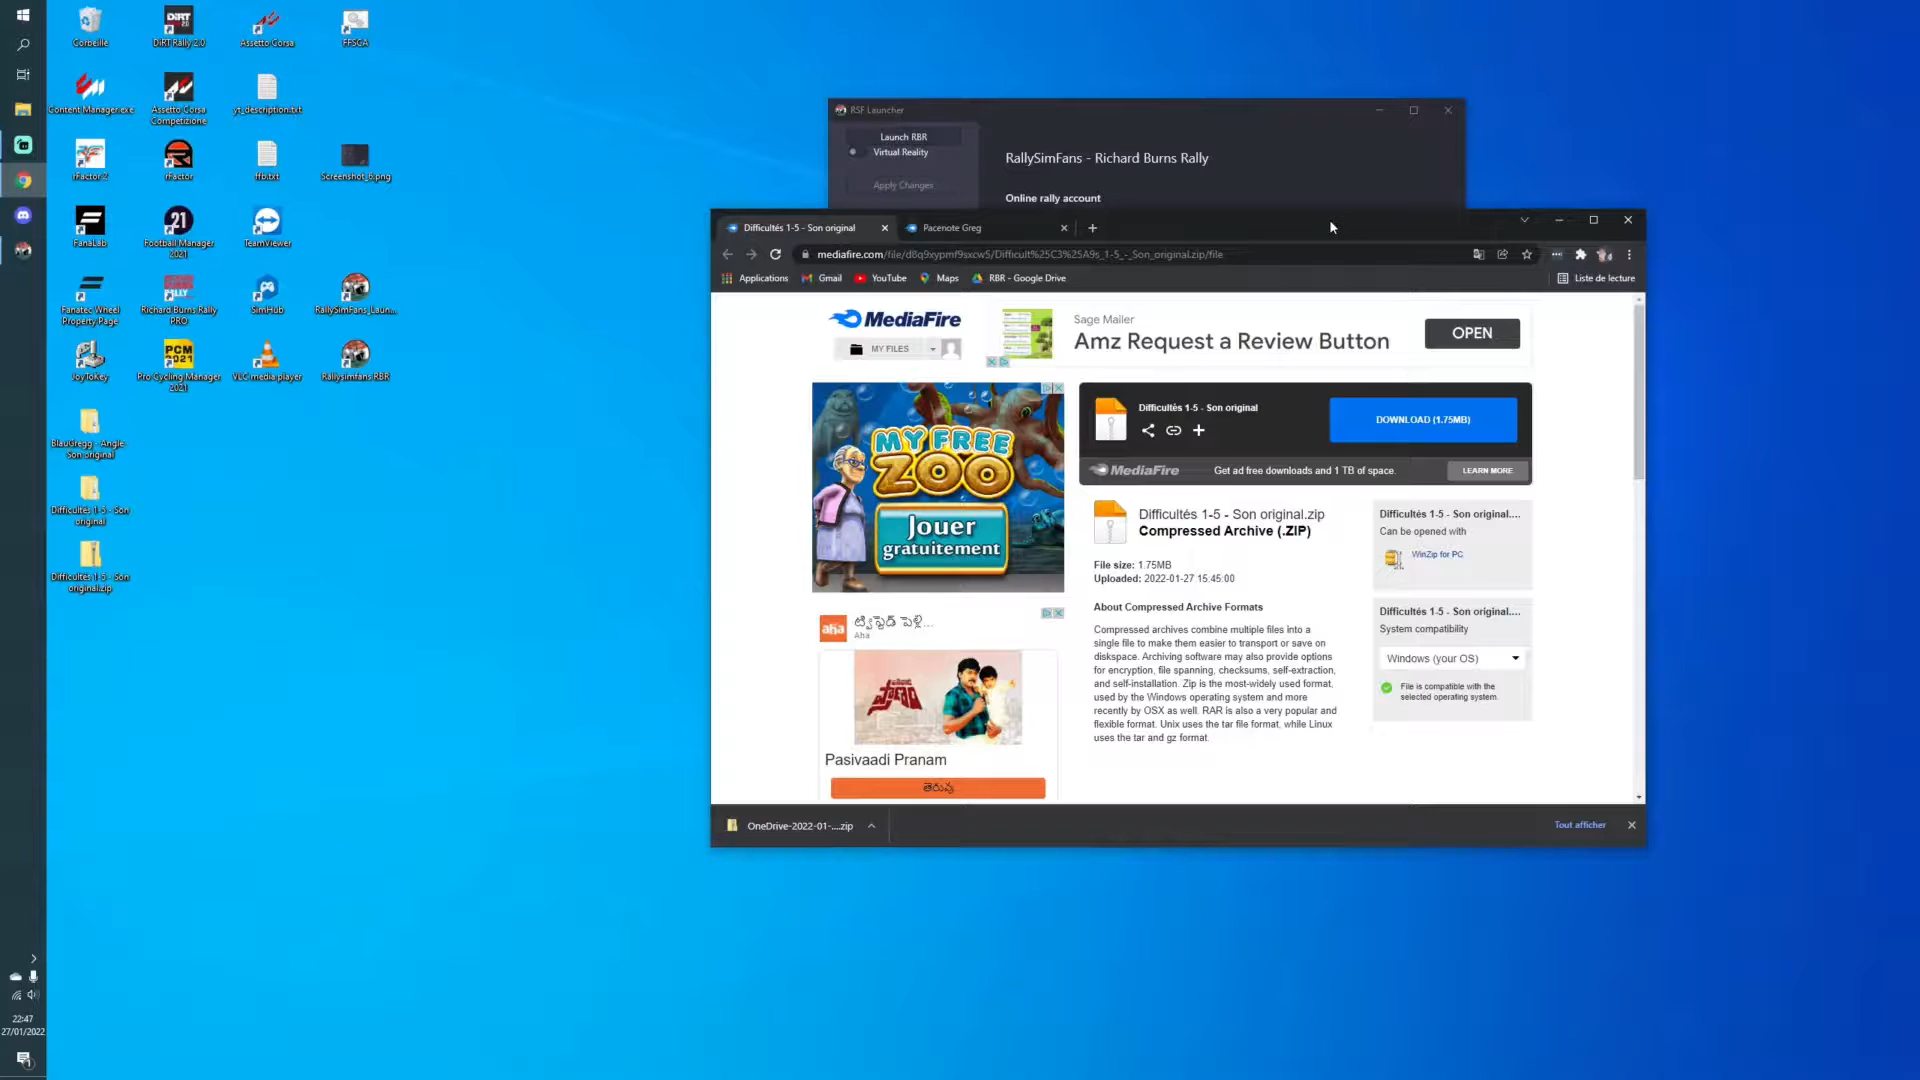 Corbeille
DiRT Rally 2.0
Assetto Corsa
FFSCA
Content Manager.exe
Assetto Corsa
Competizione
yt_description.txt
rFactor 2
rFactor
ffb.txt
Screenshot_6.png
FanaLab
Football Manager
2021
TeamViewer
Fanatec Wheel
Property Page
Richard Burns Rally
PRO
SimHub
RallySimFans_Laun...
JoyToKey
PCM
2021
Pro Cycling Manager
2021
VLC media player
Rallysimfans RBR
BlauGregg - Angle-
Son original
Difficultés 1-5 - Son
original
Difficultés 1-5 - Son
original.zip
22:47
27/01/2022
RSF Launcher
Launch RBR
Virtual Reality
Apply Changes
RallySimFans - Richard Burns Rally
Online rally account
Difficultés 1-5 - Son original
Pacenote Greg
mediafire.com/file/d8q9xypmf9sxcw5/Difficult%25C3%25A9s_1-5_-_Son_original.zip/file
Applications
Gmail
YouTube
Maps
RBR - Google Drive
Liste de lecture
MediaFire
MY FILES
Sage Mailer
Amz Request a Review Button
OPEN
MY FREE
ZOO
Jouer
gratuitement
Difficultés 1-5 - Son original
DOWNLOAD (1.75MB)
MediaFire
Get ad free downloads and 1 TB of space.
LEARN MORE
Difficultés 1-5 - Son original.zip
Compressed Archive (.ZIP)
File size: 1.75MB
Uploaded: 2022-01-27 15:45:00
About Compressed Archive Formats
Compressed archives combine multiple files into a
single file to make them easier to transport or save on
diskspace. Archiving software may also provide options
for encryption, file spanning, checksums, self-extraction,
and self-installation. Zip is the most-widely used format,
used by the Windows operating system and more
recently by OSX as well. RAR is also a very popular and
flexible format. Unix uses the tar file format, while Linux
uses the tar and gz format.
Difficultés 1-5 - Son original....
Can be opened with
WinZip for PC
Difficultés 1-5 - Son original....
System compatibility
Windows (your OS)
File is compatible with the
selected operating system.
aha
ట్విస్టెడ్ పెళ్లి...
Aha
Pasivaadi Pranam
తెరువు
OneDrive-2022-01-....zip
Tout afficher